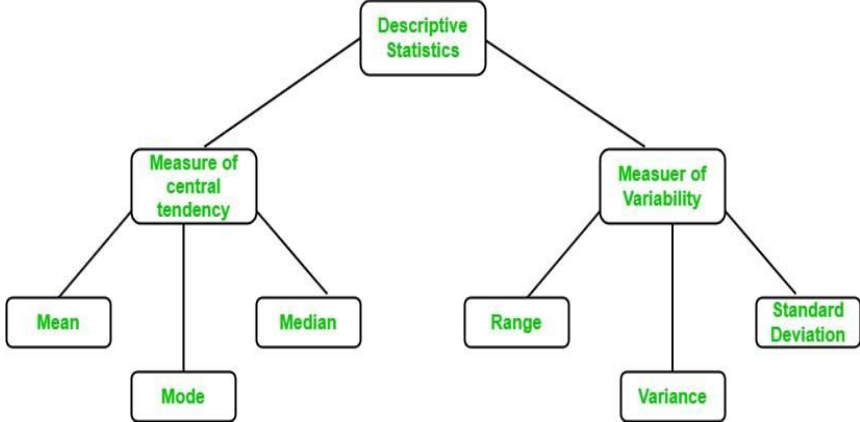 Descriptive
Statistics
Measure of
central
tendency
Measuer of
Variability
Mean
Median
Range
Standard
Deviation
Mode
Variance